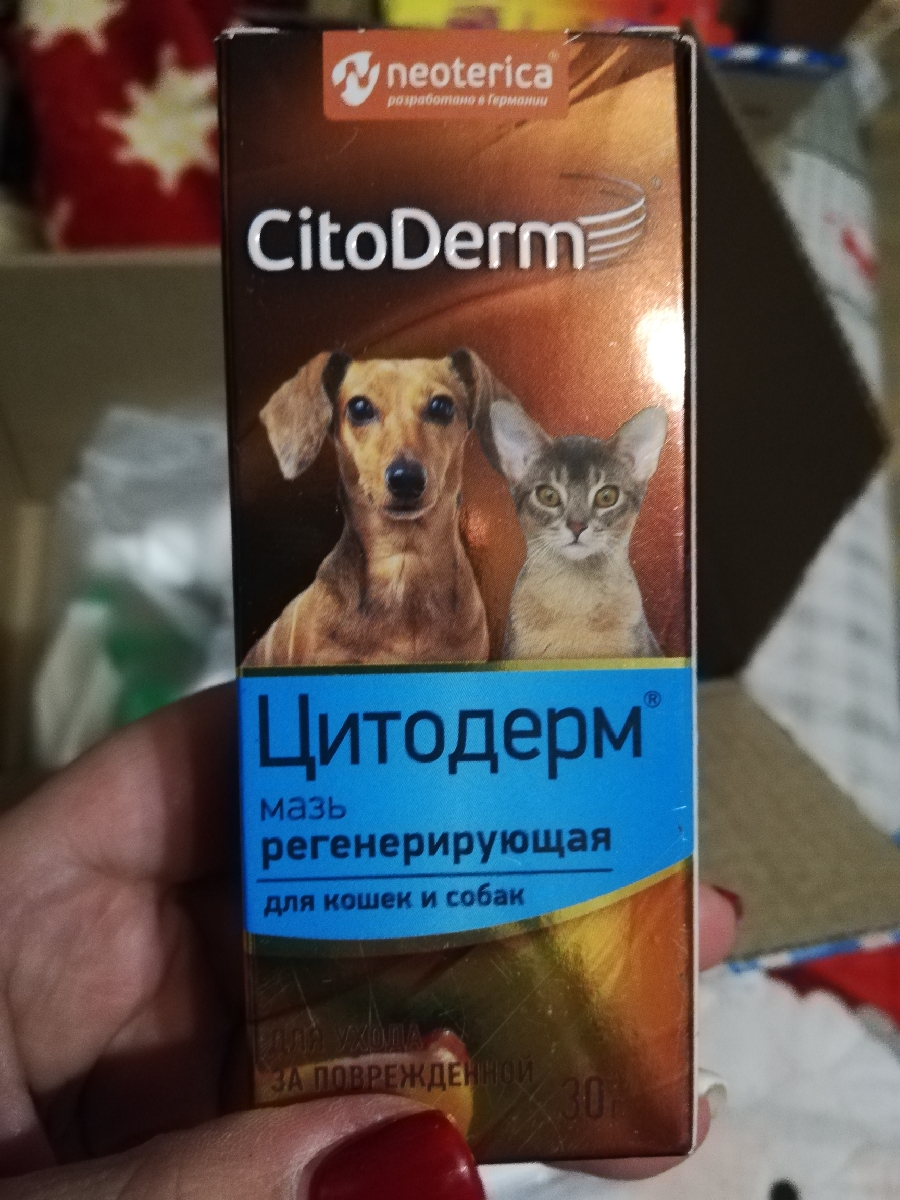 neoterica®
разработано в Германии
CitoDerm®
Цитодерм®
мазь
регенерирующая
для кошек и собак
ДЛЯ УХОДА
ЗА ПОВРЕЖДЕННОЙ
30 г